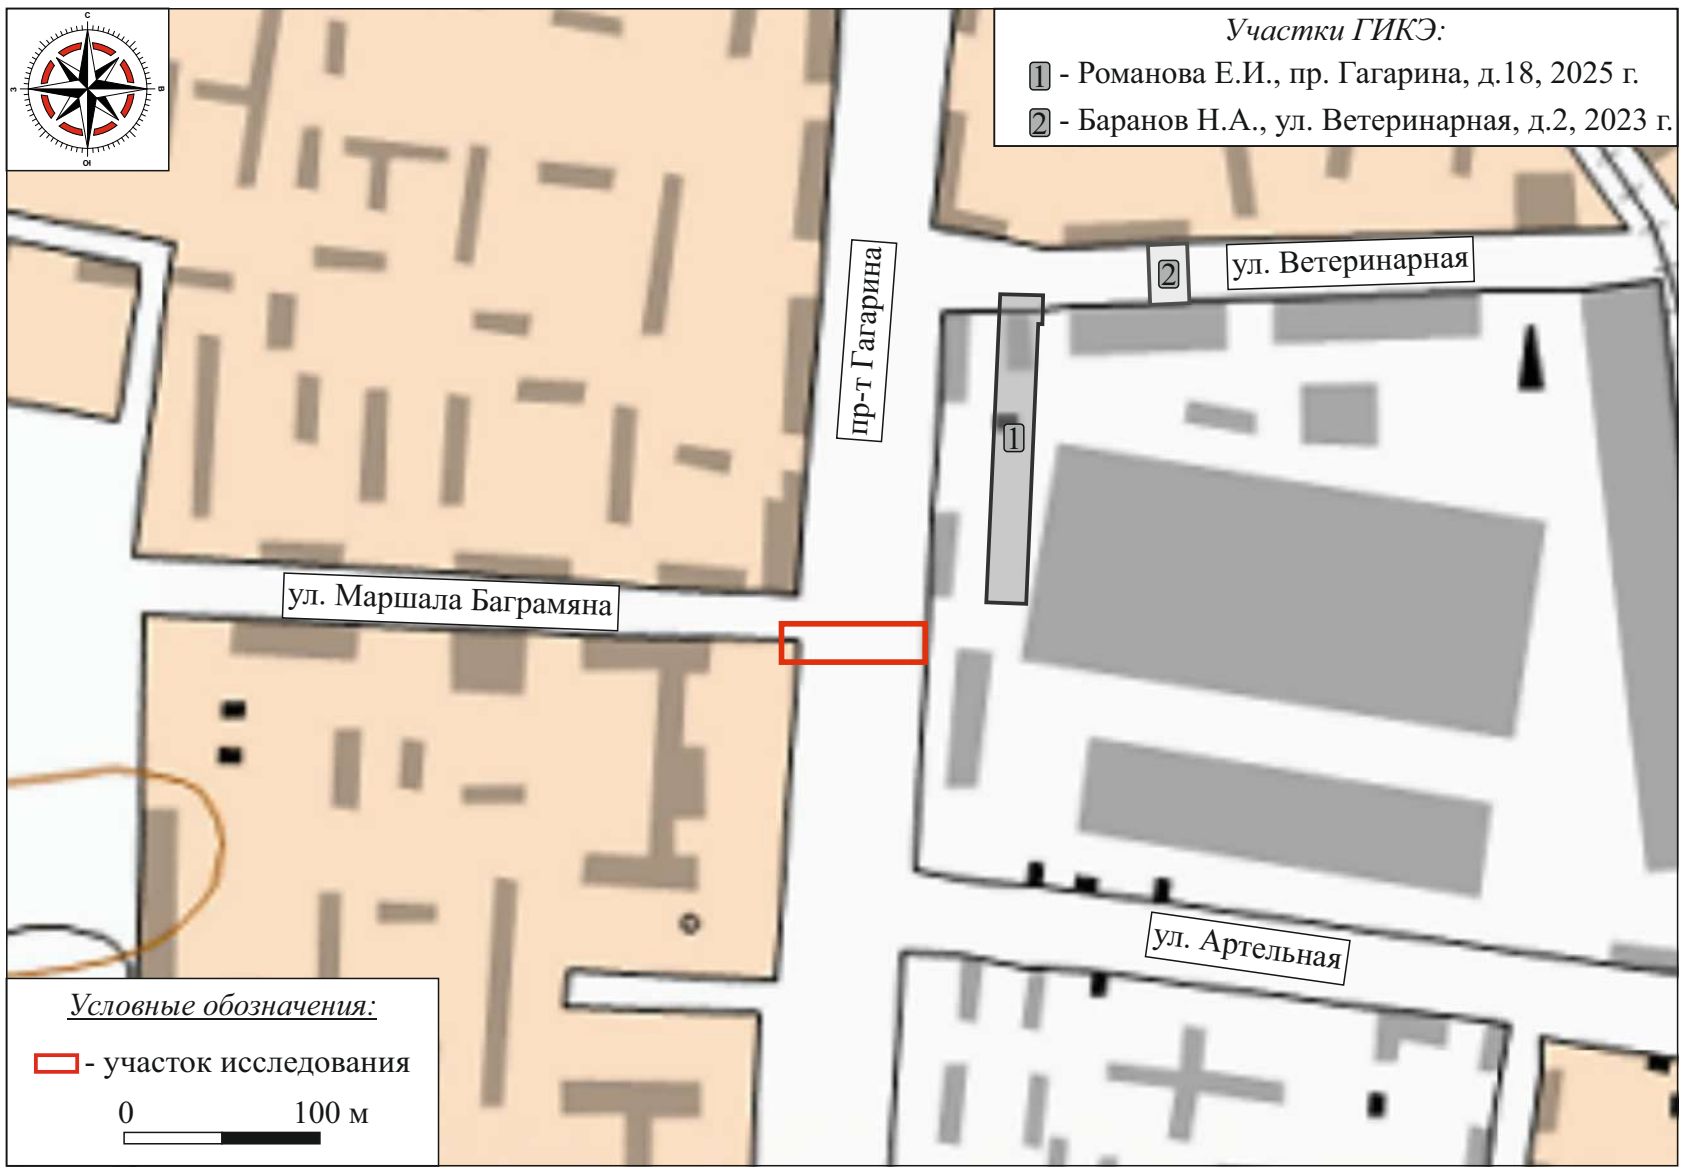 С
З
В
Ю
Участки ГИКЭ:
1 - Романова Е.И., пр. Гагарина, д.18, 2025 г.
2 - Баранов Н.А., ул. Ветеринарная, д.2, 2023 г.
ул. Ветеринарная
2
пр-т Гагарина
1
ул. Маршала Баграмяна
ул. Артельная
Условные обозначения:
- участок исследования
0 100 м